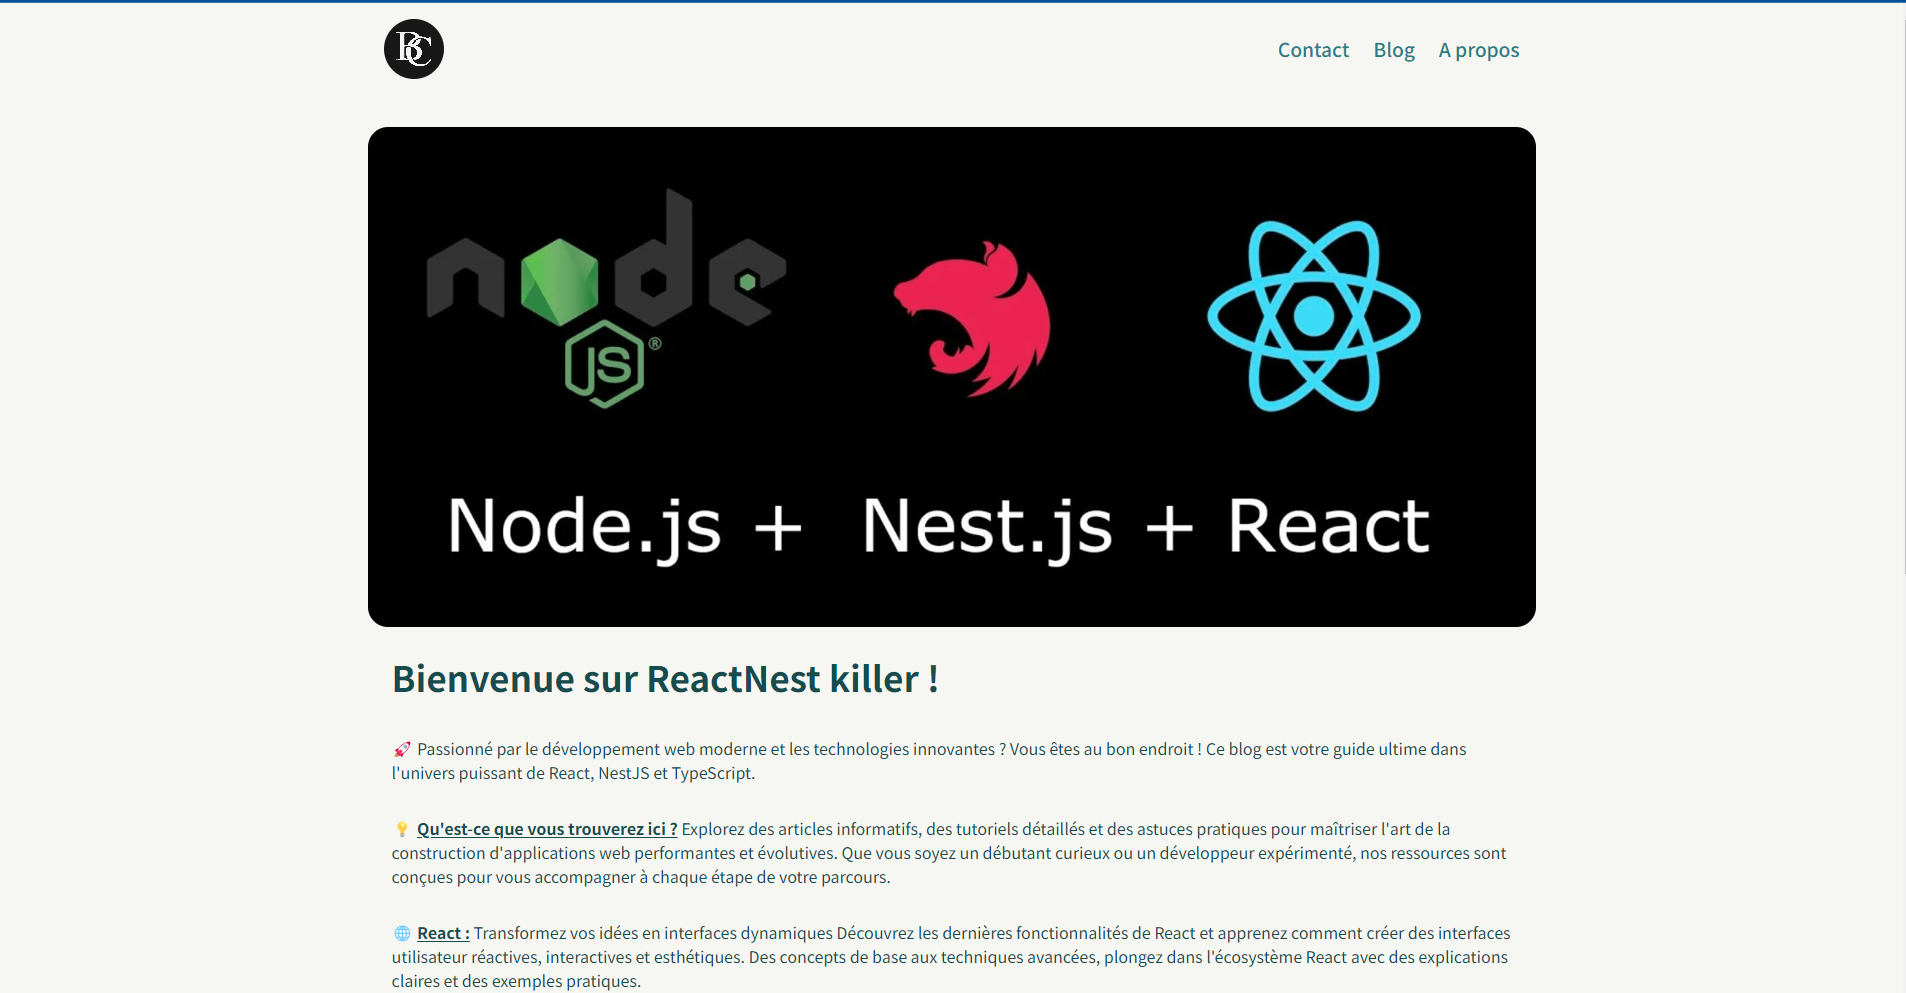 BC
Contact Blog A propos
node
JS ®
Node.js + Nest.js + React
Bienvenue sur ReactNest killer !
🚀 Passionné par le développement web moderne et les technologies innovantes ? Vous êtes au bon endroit ! Ce blog est votre guide ultime dans
l'univers puissant de React, NestJS et TypeScript.
💡 Qu'est-ce que vous trouverez ici ? Explorez des articles informatifs, des tutoriels détaillés et des astuces pratiques pour maîtriser l'art de la
construction d'applications web performantes et évolutives. Que vous soyez un débutant curieux ou un développeur expérimenté, nos ressources sont
conçues pour vous accompagner à chaque étape de votre parcours.
🌐 React : Transformez vos idées en interfaces dynamiques Découvrez les dernières fonctionnalités de React et apprenez comment créer des interfaces
utilisateur réactives, interactives et esthétiques. Des concepts de base aux techniques avancées, plongez dans l'écosystème React avec des explications
claires et des exemples pratiques.